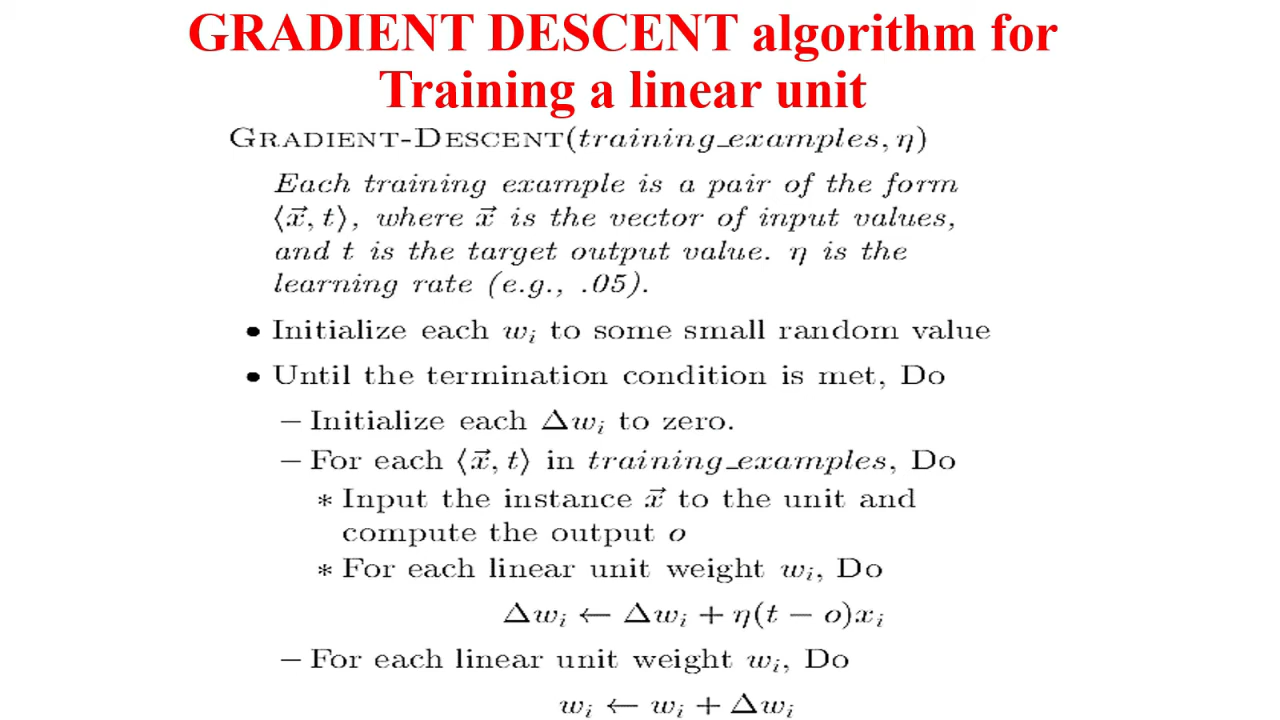 GRADIENT DESCENT algorithm for
Training a linear unit
GRADIENT-DESCENT(training_examples, η)
Each training example is a pair of the form
⟨x⃗, t⟩, where x⃗ is the vector of input values,
and t is the target output value. η is the
learning rate (e.g., .05).
• Initialize each wᵢ to some small random value
• Until the termination condition is met, Do
– Initialize each Δwᵢ to zero.
– For each ⟨x⃗, t⟩ in training_examples, Do
* Input the instance x⃗ to the unit and
compute the output o
* For each linear unit weight wᵢ, Do
Δwᵢ ← Δwᵢ + η(t − o)xᵢ
– For each linear unit weight wᵢ, Do
wᵢ ← wᵢ + Δwᵢ